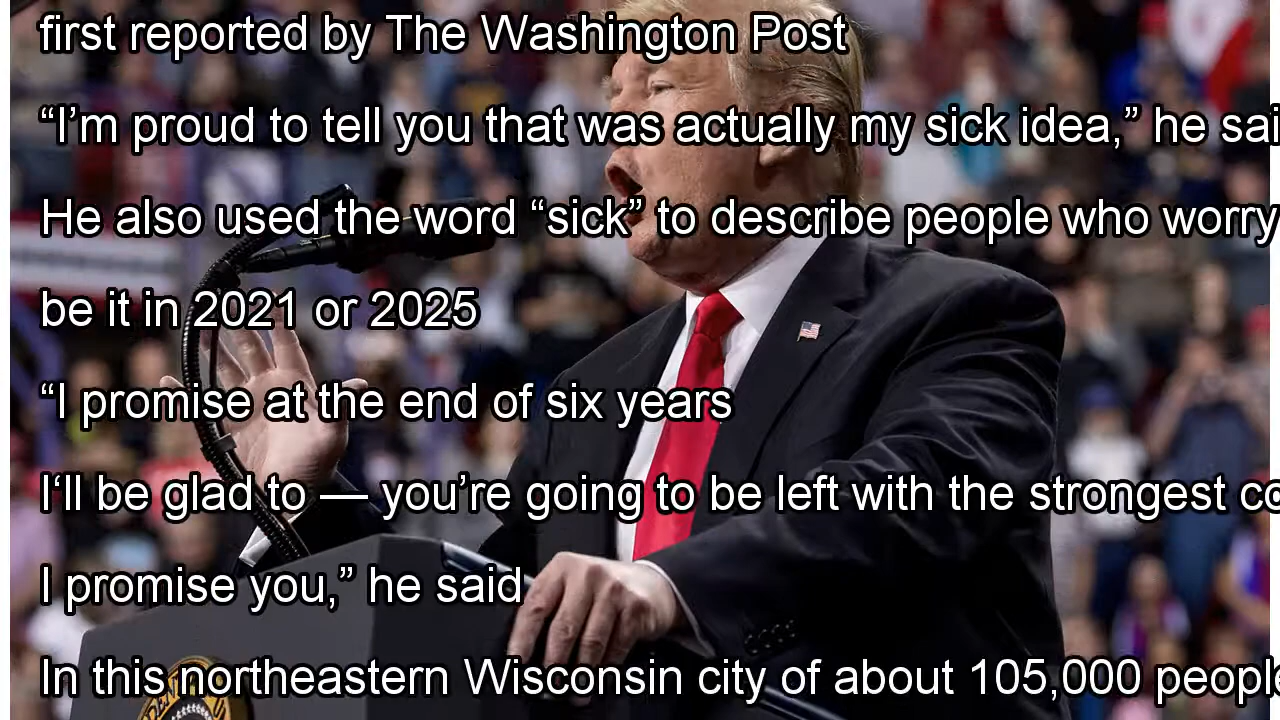 first reported by The Washington Post
“I’m proud to tell you that was actually my sick idea,” he sai
He also used the word “sick” to describe people who worry
be it in 2021 or 2025
“I promise at the end of six years
I‘ll be glad to — you’re going to be left with the strongest co
I promise you,” he said
In this northeastern Wisconsin city of about 105,000 people